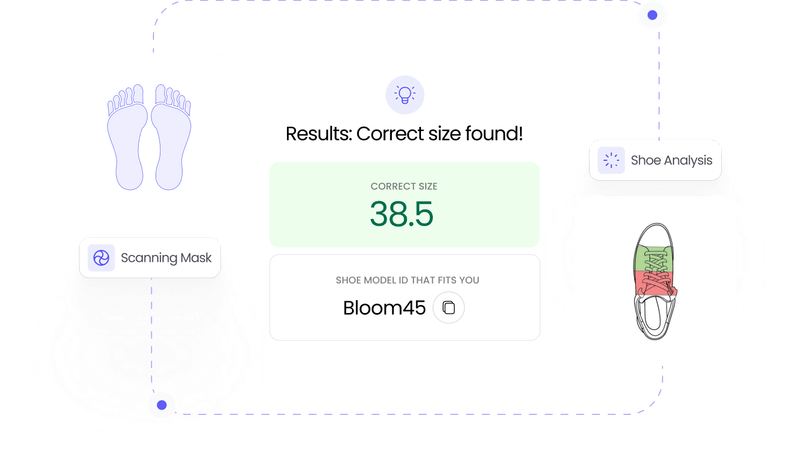 Results: Correct size found!
CORRECT SIZE
38.5
SHOE MODEL ID THAT FITS YOU
Bloom45
Scanning Mask
Shoe Analysis